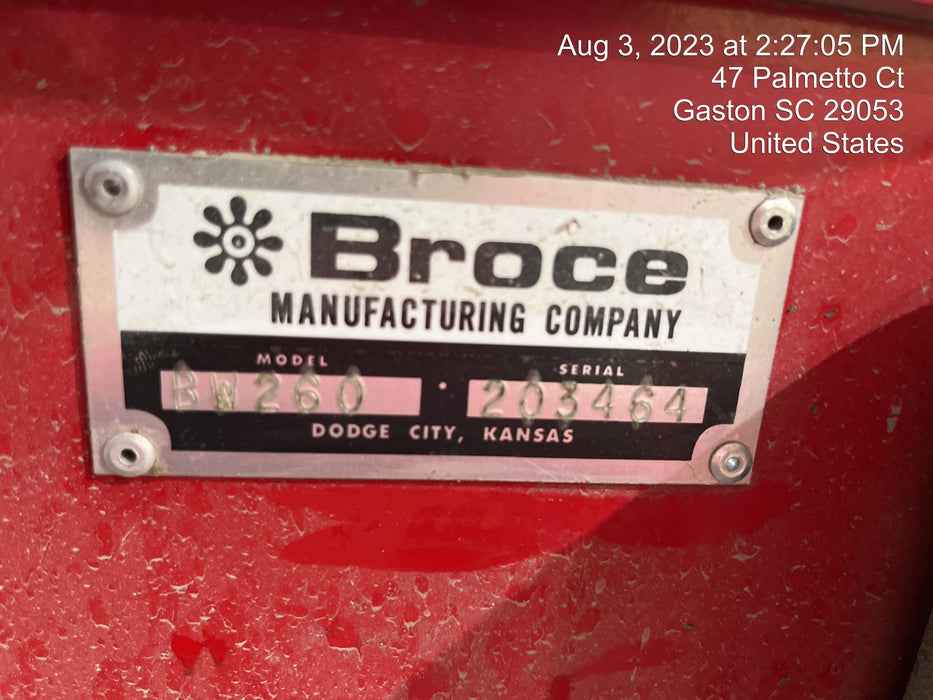 Aug 3, 2023 at 2:27:05 PM
47 Palmetto Ct
Gaston SC 29053
United States
Broce
MANUFACTURING COMPANY
MODEL SERIAL
BW260 203464
DODGE CITY, KANSAS